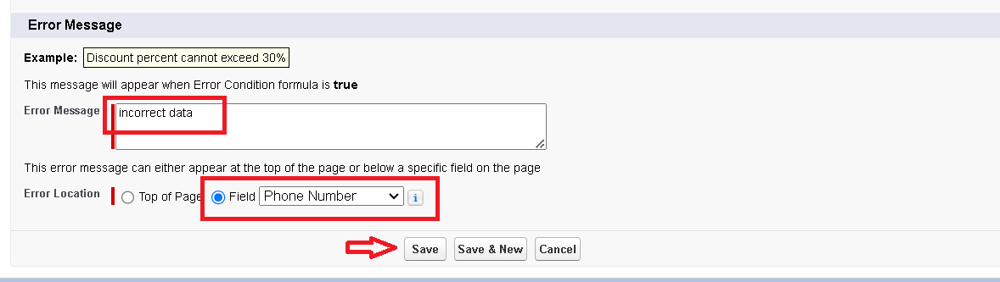 Error Message
Example: Discount percent cannot exceed 30%
This message will appear when Error Condition formula is true
Error Message incorrect data
This error message can either appear at the top of the page or below a specific field on the page
Error Location Top of Page Field Phone Number i
Save Save & New Cancel